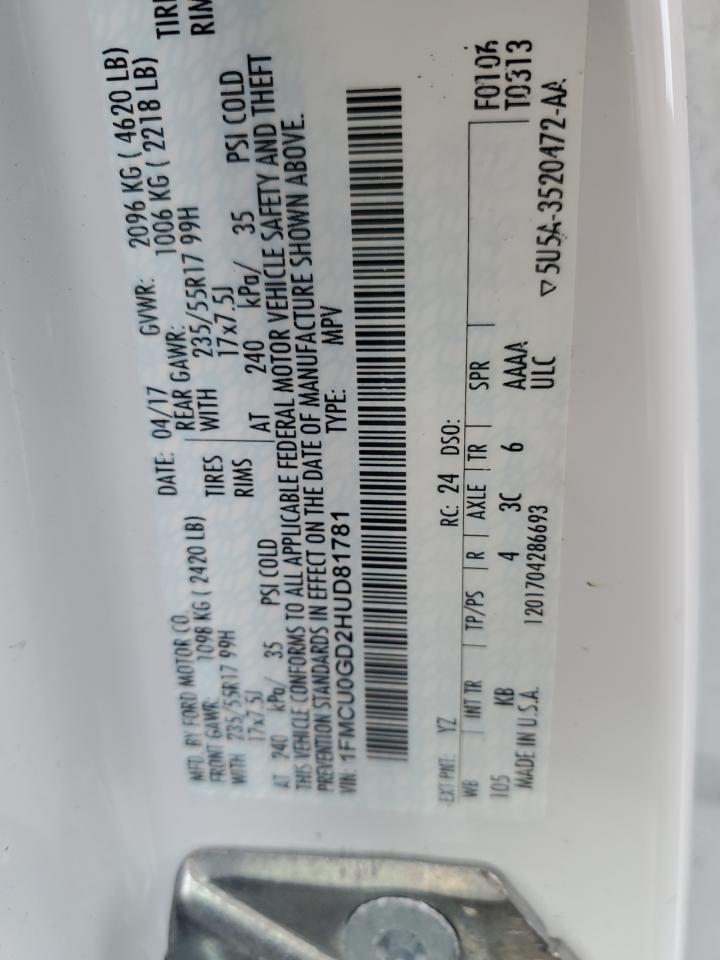 MFD. BY FORD MOTOR CO.
DATE: 04/17 GVWR: 2096 KG ( 4620 LB)
FRONT GAWR: 1098 KG ( 2420 LB) REAR GAWR: 1006 KG ( 2218 LB)
WITH 235/55R17 99H TIRES WITH 235/55R17 99H TIRE
17x7.5J RIMS 17x7.5J RIM
AT 240 kPa/ 35 PSI COLD AT 240 kPa/ 35 PSI COLD
THIS VEHICLE CONFORMS TO ALL APPLICABLE FEDERAL MOTOR VEHICLE SAFETY AND THEFT
PREVENTION STANDARDS IN EFFECT ON THE DATE OF MANUFACTURE SHOWN ABOVE.
VIN: 1FMCU0GD2HUD81781 TYPE: MPV
EXT PNT: YZ RC: 24 DSO: F0106
WB INT TR TP/PS R AXLE TR SPR T0313
105 KB 4 3C 6 AAAA
MADE IN U.S.A. 1201704286693 ULC ▽5U5A-3520472-AA